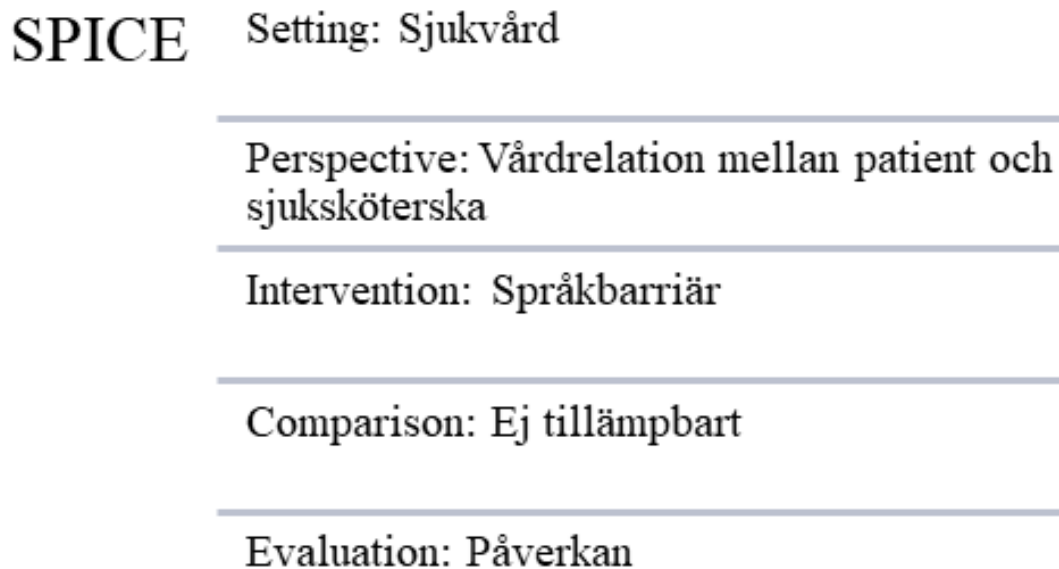 SPICE
Setting: Sjukvård
Perspective: Vårdrelation mellan patient och
sjuksköterska
Intervention: Språkbarriär
Comparison: Ej tillämpbart
Evaluation: Påverkan